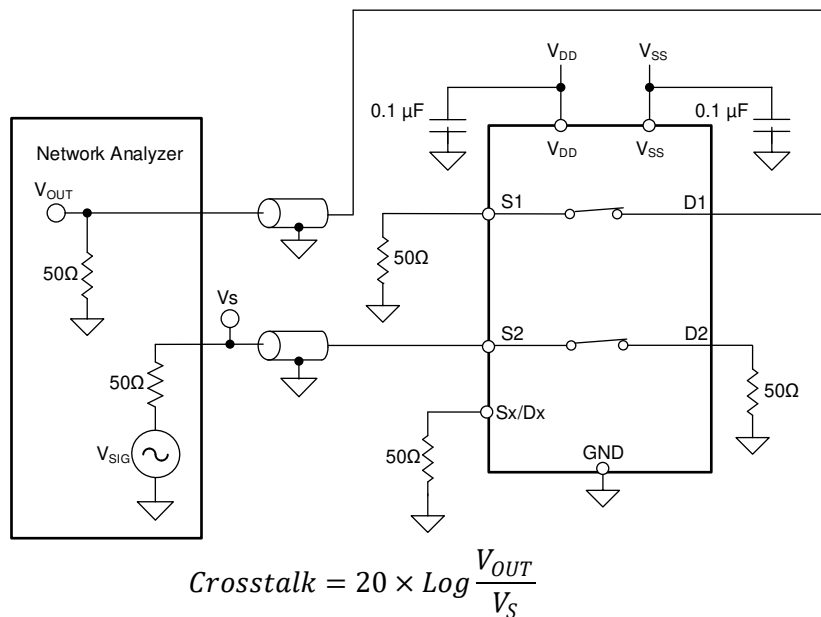 V_DD V_SS
0.1 µF 0.1 µF
V_DD V_SS
Network Analyzer
V_OUT
S1 D1
50Ω
50Ω
Vs
S2 D2
50Ω
50Ω
Sx/Dx
V_SIG
50Ω
GND
Crosstalk = 20 × Log V_OUT / V_S